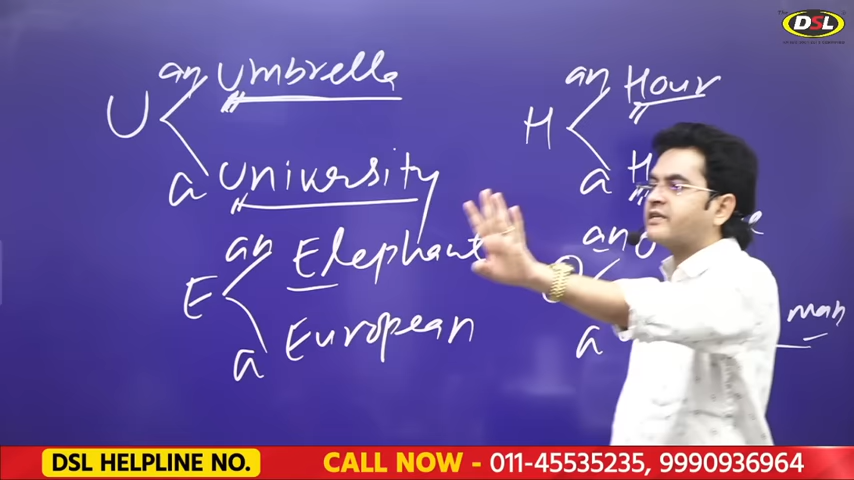 The
DSL
an Umbrella
U
a University
an Elephant
E
a European
an Hour
H
a H
an O
O
a
man
DSL HELPLINE NO.
CALL NOW - 011-45535235, 9990936964